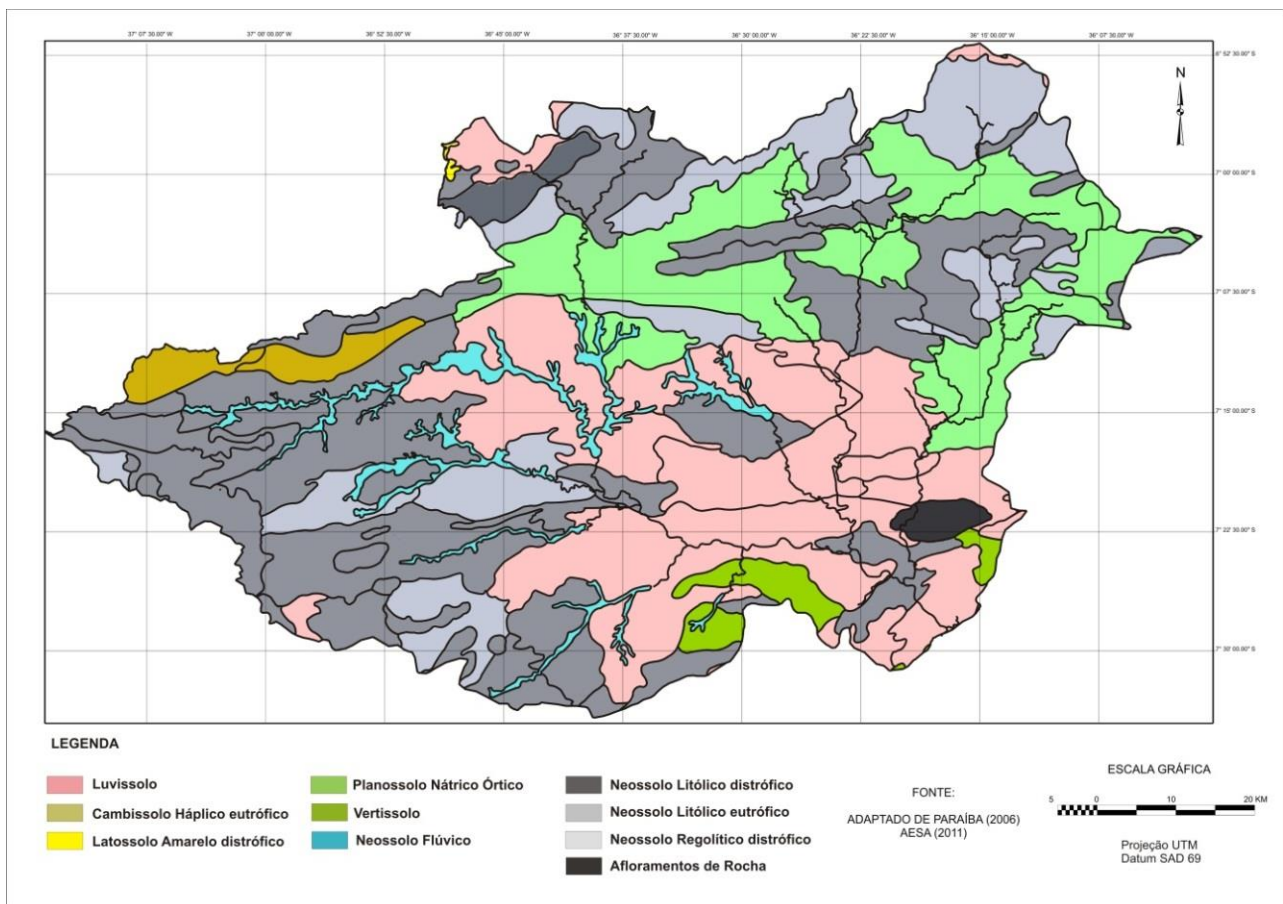 37° 07' 30.00" W 37° 00' 00.00" W 36° 52' 30.00" W 36° 45' 00.00" W 36° 37' 30.00" W 36° 30' 00.00" W 36° 22' 30.00" W 36° 15' 00.00" W 36° 07' 30.00" W
6° 52' 30.00" S
N
7° 00' 00.00" S
7° 07' 30.00" S
7° 15' 00.00" S
7° 22' 30.00" S
7° 30' 00.00" S
LEGENDA
Luvissolo
Cambissolo Háplico eutrófico
Latossolo Amarelo distrófico
Planossolo Nátrico Órtico
Vertissolo
Neossolo Flúvico
Neossolo Litólico distrófico
Neossolo Litólico eutrófico
Neossolo Regolítico distrófico
Afloramentos de Rocha
FONTE:
ADAPTADO DE PARAÍBA (2006)
AESA (2011)
ESCALA GRÁFICA
5 0 10 20 KM
Projeção UTM
Datum SAD 69